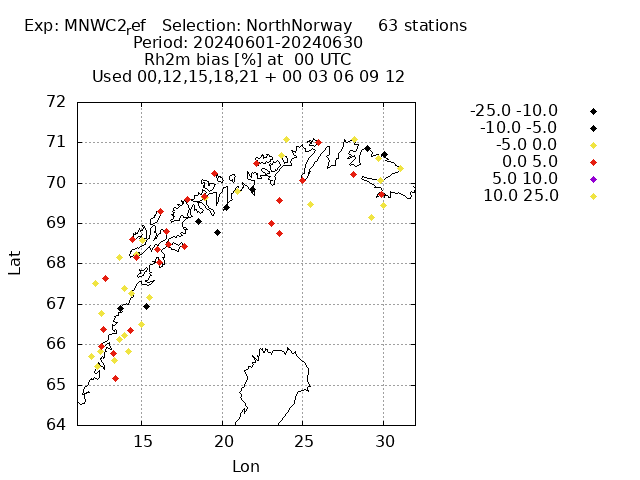 Exp: MNWC2ref Selection: NorthNorway 63 stations
Period: 20240601-20240630
Rh2m bias [%] at 00 UTC
Used 00,12,15,18,21 + 00 03 06 09 12
-25.0 -10.0
-10.0 -5.0
-5.0 0.0
0.0 5.0
5.0 10.0
10.0 25.0
72
71
70
69
68
67
66
65
64
Lat
15 20 25 30
Lon